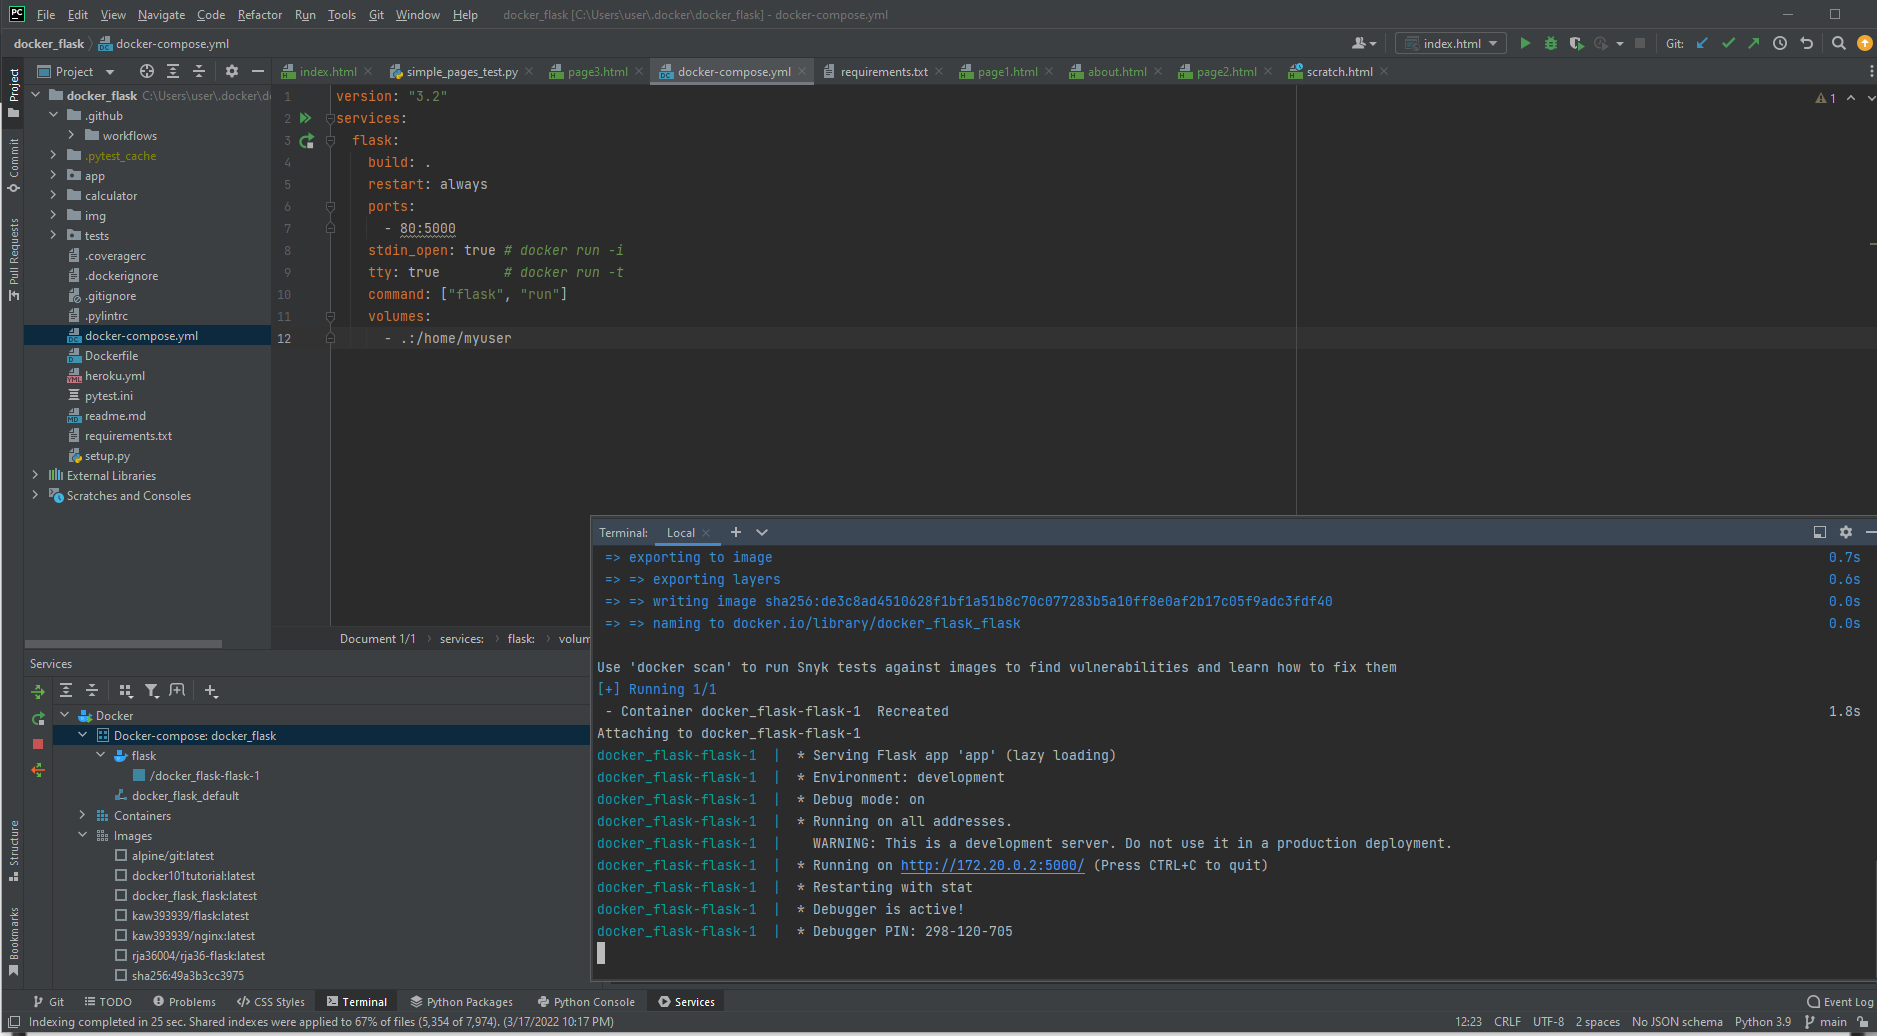 PC File Edit View Navigate Code Refactor Run Tools Git Window Help docker_flask [C:\Users\user\.docker\docker_flask] - docker-compose.yml
docker_flask docker-compose.yml index.html Git:
Project index.html simple_pages_test.py page3.html docker-compose.yml requirements.txt page1.html about.html page2.html scratch.html
Project
Commit
Pull Requests
Structure
Bookmarks
docker_flask C:\Users\user\.docker\d
.github
workflows
.pytest_cache
app
calculator
img
tests
.coveragerc
.dockerignore
.gitignore
.pylintrc
docker-compose.yml
Dockerfile
heroku.yml
pytest.ini
readme.md
requirements.txt
setup.py
External Libraries
Scratches and Consoles
1 version: "3.2"
2 services:
3 flask:
4 build: .
5 restart: always
6 ports:
7 - 80:5000
8 stdin_open: true # docker run -i
9 tty: true # docker run -t
10 command: ["flask", "run"]
11 volumes:
12 - .:/home/myuser
1
Document 1/1 › services: › flask: › volum
Services
Docker
Docker-compose: docker_flask
flask
/docker_flask-flask-1
docker_flask_default
Containers
Images
alpine/git:latest
docker101tutorial:latest
docker_flask_flask:latest
kaw393939/flask:latest
kaw393939/nginx:latest
rja36004/rja36-flask:latest
sha256:49a3b3cc3975
Terminal: Local
=> exporting to image 0.7s
=> => exporting layers 0.6s
=> => writing image sha256:de3c8ad4510628f1bf1a51b8c70c077283b5a10ff8e0af2b17c05f9adc3fdf40 0.0s
=> => naming to docker.io/library/docker_flask_flask 0.0s
Use 'docker scan' to run Snyk tests against images to find vulnerabilities and learn how to fix them
[+] Running 1/1
- Container docker_flask-flask-1 Recreated 1.8s
Attaching to docker_flask-flask-1
docker_flask-flask-1 | * Serving Flask app 'app' (lazy loading)
docker_flask-flask-1 | * Environment: development
docker_flask-flask-1 | * Debug mode: on
docker_flask-flask-1 | * Running on all addresses.
docker_flask-flask-1 | WARNING: This is a development server. Do not use it in a production deployment.
docker_flask-flask-1 | * Running on http://172.20.0.2:5000/ (Press CTRL+C to quit)
docker_flask-flask-1 | * Restarting with stat
docker_flask-flask-1 | * Debugger is active!
docker_flask-flask-1 | * Debugger PIN: 298-120-705
Git TODO Problems CSS Styles Terminal Python Packages Python Console Services Event Log
Indexing completed in 25 sec. Shared indexes were applied to 67% of files (5,354 of 7,974). (3/17/2022 10:17 PM) 12:23 CRLF UTF-8 2 spaces No JSON schema Python 3.9 main